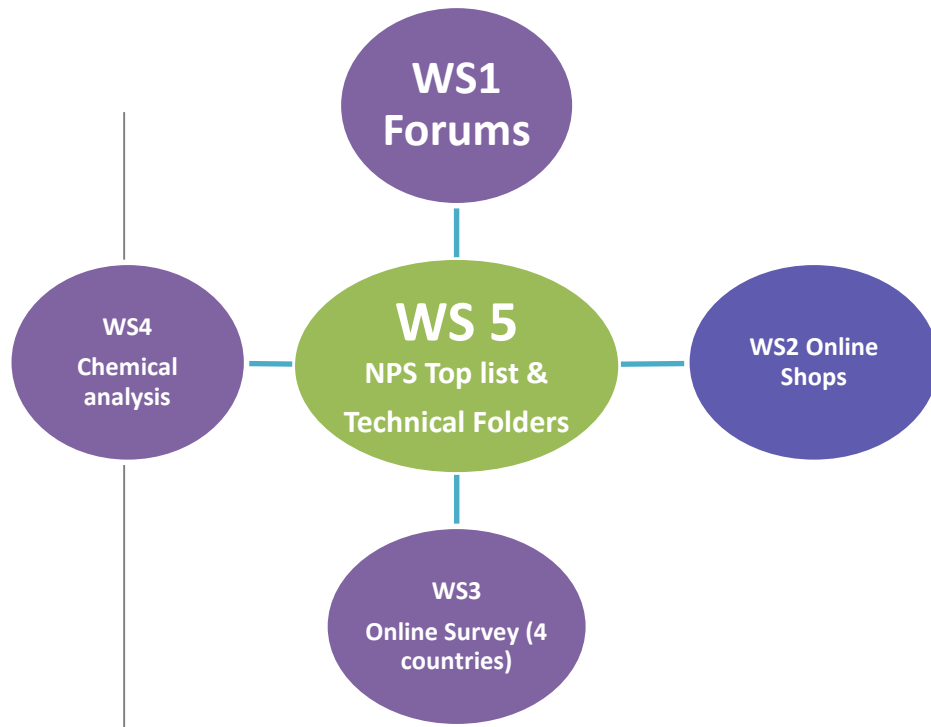 WS1
Forums
WS4
Chemical
analysis
WS 5
NPS Top list &
Technical Folders
WS2 Online
Shops
WS3
Online Survey (4
countries)